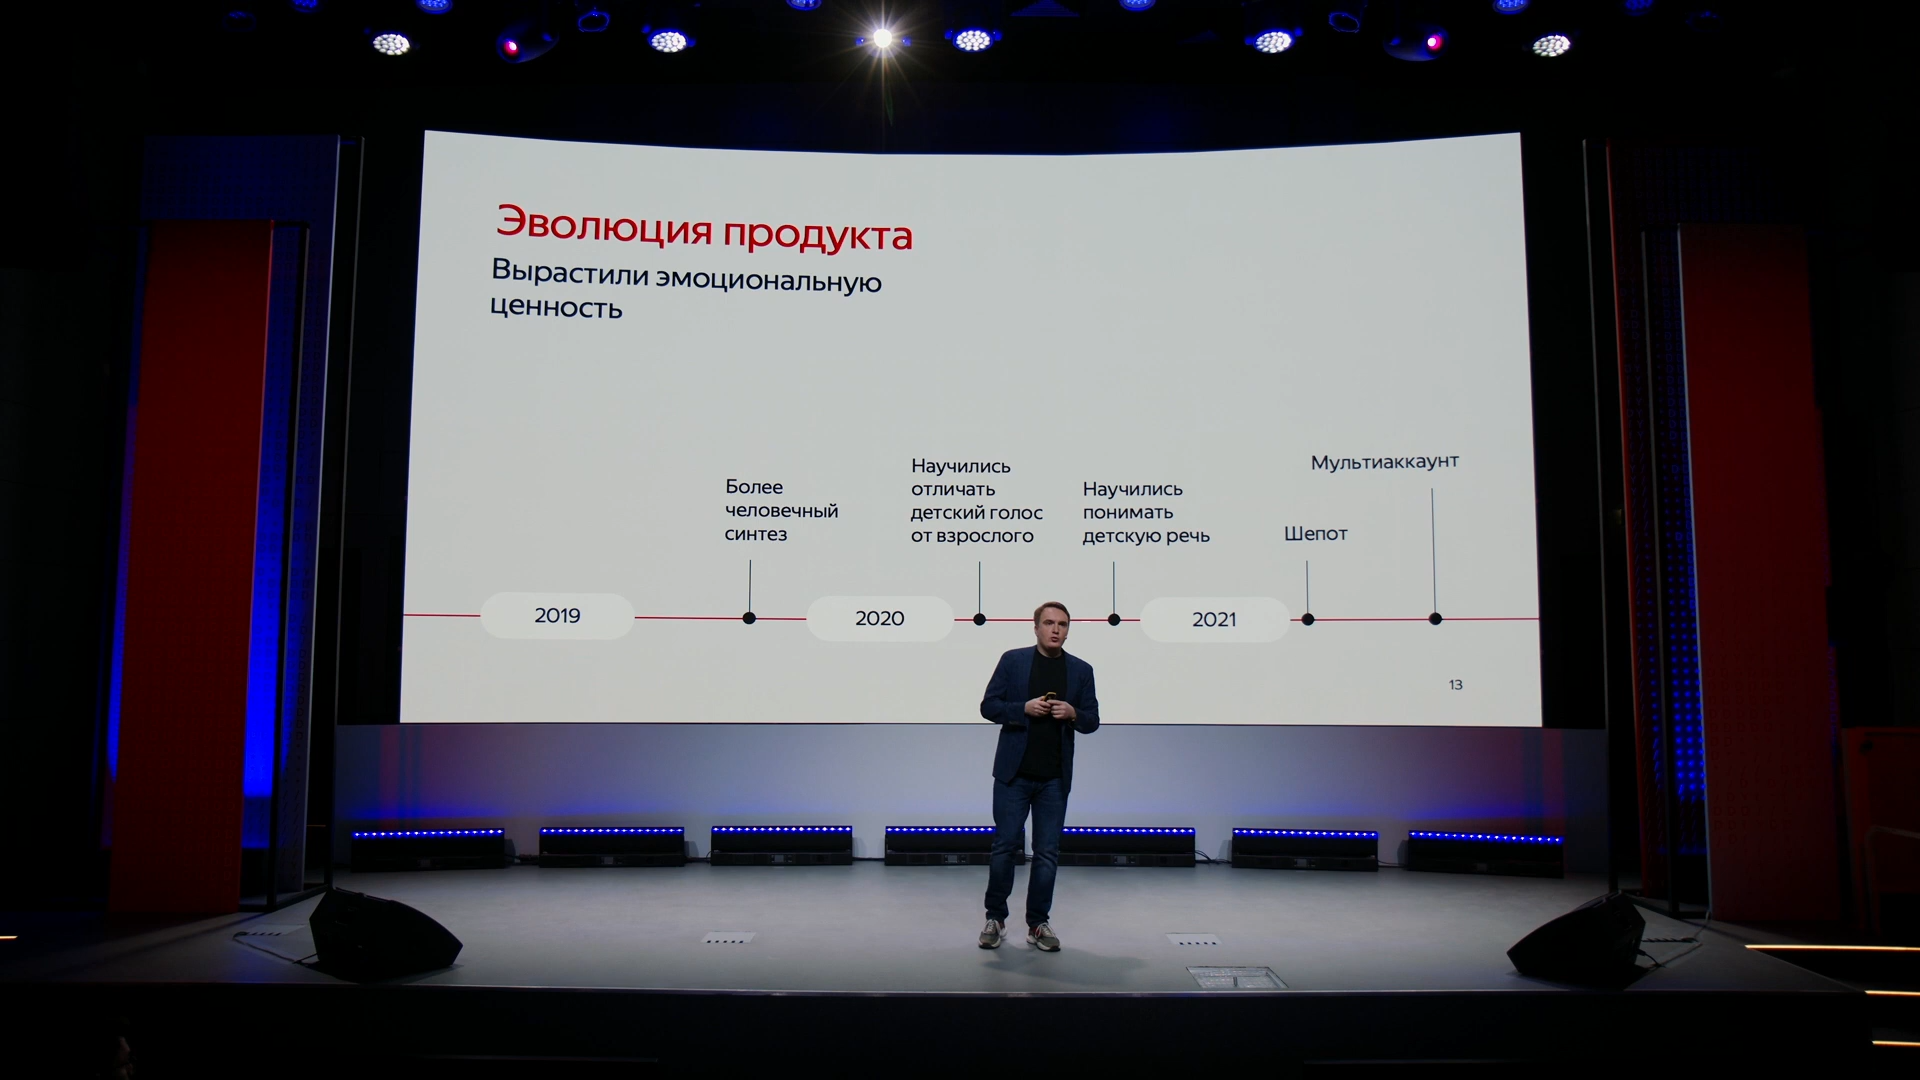 Эволюция продукта
Вырастили эмоциональную
ценность
Более
человечный
синтез
Научились
отличать
детский голос
от взрослого
Научились
понимать
детскую речь
Шепот
Мультиаккаунт
2019
2020
2021
13